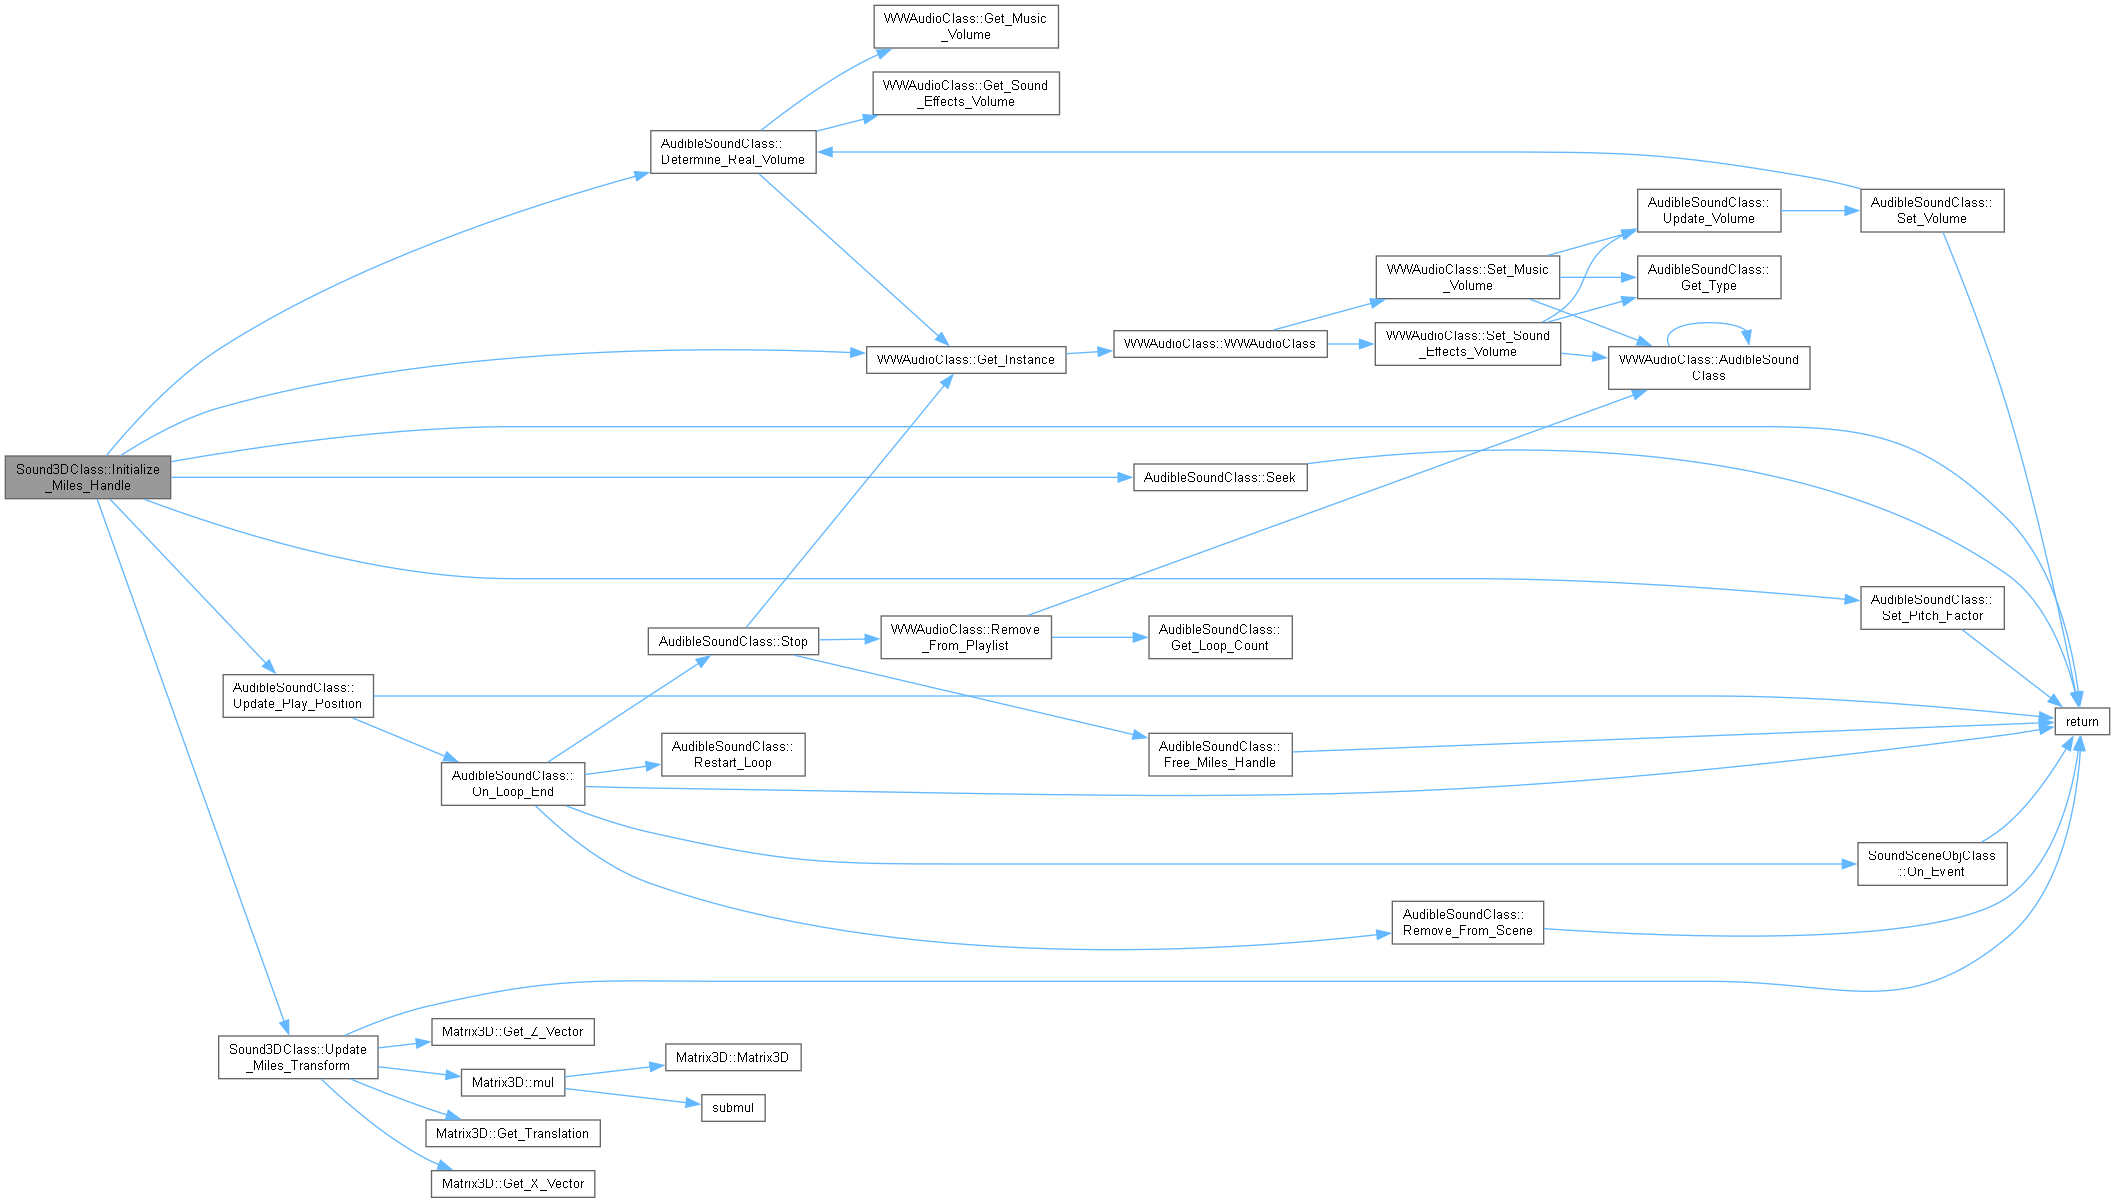 WWAudioClass::Get_Music
_Volume
WWAudioClass::Get_Sound
_Effects_Volume
AudibleSoundClass::
Determine_Real_Volume
AudibleSoundClass::
Update_Volume
AudibleSoundClass::
Set_Volume
WWAudioClass::Set_Music
_Volume
AudibleSoundClass::
Get_Type
WWAudioClass::Get_Instance
WWAudioClass::WWAudioClass
WWAudioClass::Set_Sound
_Effects_Volume
WWAudioClass::AudibleSound
Class
Sound3DClass::Initialize
_Miles_Handle
AudibleSoundClass::Seek
AudibleSoundClass::
Set_Pitch_Factor
AudibleSoundClass::Stop
WWAudioClass::Remove
_From_Playlist
AudibleSoundClass::
Get_Loop_Count
AudibleSoundClass::
Update_Play_Position
return
AudibleSoundClass::
Restart_Loop
AudibleSoundClass::
Free_Miles_Handle
AudibleSoundClass::
On_Loop_End
SoundSceneObjClass
::On_Event
AudibleSoundClass::
Remove_From_Scene
Sound3DClass::Update
_Miles_Transform
Matrix3D::Get_Z_Vector
Matrix3D::mul
Matrix3D::Matrix3D
submul
Matrix3D::Get_Translation
Matrix3D::Get_X_Vector